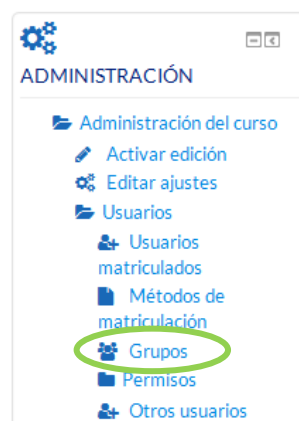 ADMINISTRACIÓN
Administración del curso
Activar edición
Editar ajustes
Usuarios
Usuarios
matriculados
Métodos de
matriculación
Grupos
Permisos
Otros usuarios